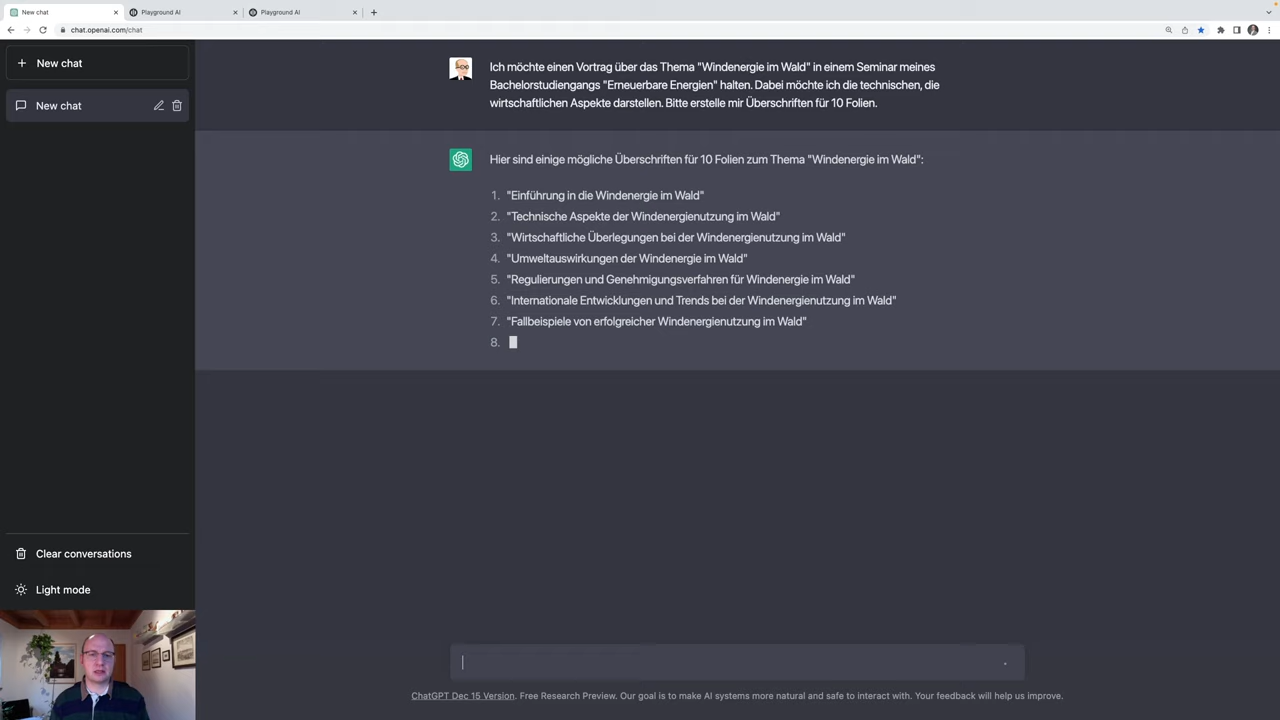 New chat
Playground AI
Playground AI
chat.openai.com/chat
New chat
New chat
Ich möchte einen Vortrag über das Thema "Windenergie im Wald" in einem Seminar meines
Bachelorstudiengangs "Erneuerbare Energien" halten. Dabei möchte ich die technischen, die
wirtschaftlichen Aspekte darstellen. Bitte erstelle mir Überschriften für 10 Folien.
Hier sind einige mögliche Überschriften für 10 Folien zum Thema "Windenergie im Wald":
1. "Einführung in die Windenergie im Wald"
2. "Technische Aspekte der Windenergienutzung im Wald"
3. "Wirtschaftliche Überlegungen bei der Windenergienutzung im Wald"
4. "Umweltauswirkungen der Windenergie im Wald"
5. "Regulierungen und Genehmigungsverfahren für Windenergie im Wald"
6. "Internationale Entwicklungen und Trends bei der Windenergienutzung im Wald"
7. "Fallbeispiele von erfolgreicher Windenergienutzung im Wald"
8.
Clear conversations
Light mode
ChatGPT Dec 15 Version. Free Research Preview. Our goal is to make AI systems more natural and safe to interact with. Your feedback will help us improve.